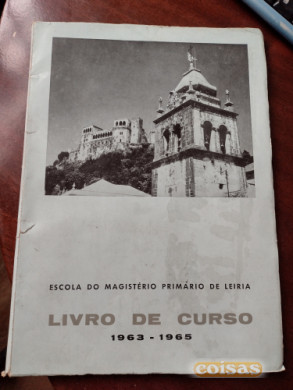 ESCOLA DO MAGISTÉRIO PRIMÁRIO DE LEIRIA
LIVRO DE CURSO
1963 - 1965
coisas